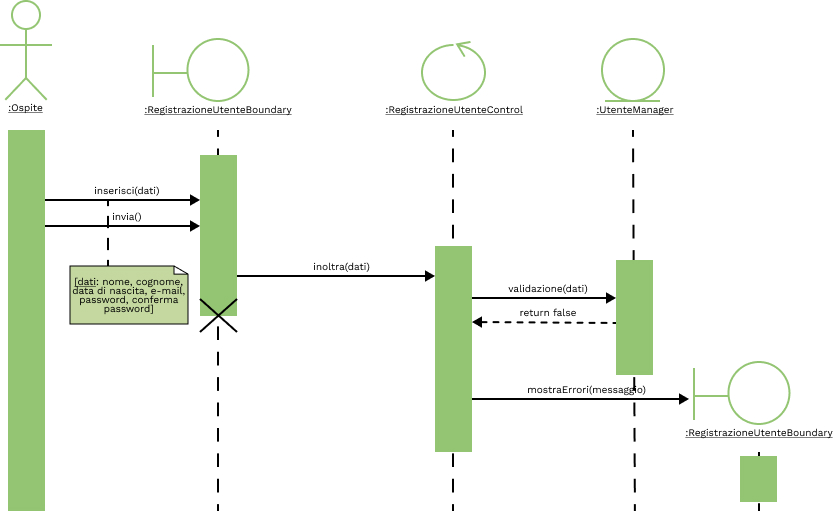 :Ospite
:RegistrazioneUtenteBoundary
:RegistrazioneUtenteControl
:UtenteManager
inserisci(dati)
invia()
[dati: nome, cognome,
data di nascita, e-mail,
password, conferma
password]
inoltra(dati)
validazione(dati)
return false
mostraErrori(messaggio)
:RegistrazioneUtenteBoundary